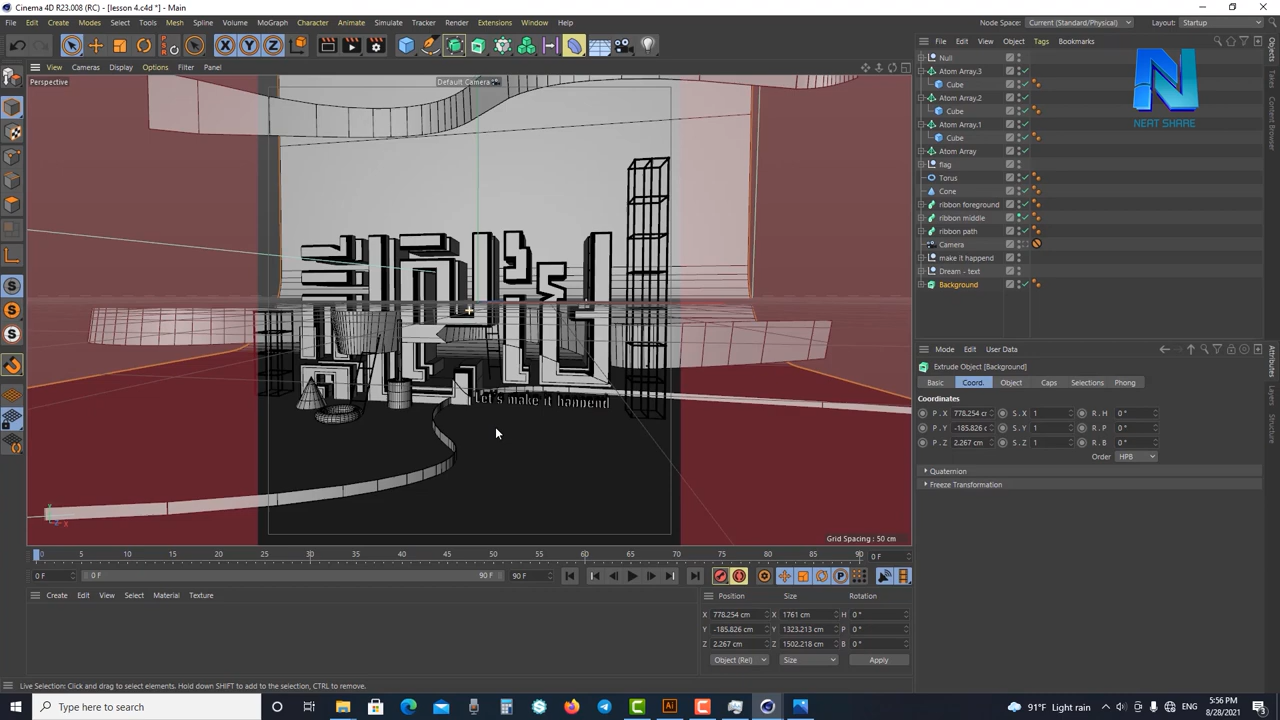 Cinema 4D R23.008 (RC) - [lesson 4.c4d *] - Main
File Edit Create Modes Select Tools Mesh Spline Volume MoGraph Character Animate Simulate Tracker Render Extensions Window Help
Node Space: Current (Standard/Physical) Layout: Startup
X Y Z
File Edit View Object Tags Bookmarks
View Cameras Display Options Filter Panel
Perspective
Default Camera
Null
Atom Array.3
Cube
Atom Array.2
Cube
Atom Array.1
Cube
Atom Array
flag
Torus
Cone
ribbon foreground
ribbon middle
ribbon path
Camera
make it happend
Dream - text
Background
N
NEAT SHARE
Objects
Takes
Content Browser
Let's make it happend
Grid Spacing : 50 cm
Mode Edit User Data
Extrude Object [Background]
Basic Coord. Object Caps Selections Phong
Coordinates
P . X 778.254 cr S . X 1 R . H 0 °
P . Y -185.826 c S . Y 1 R . P 0 °
P . Z 2.267 cm S . Z 1 R . B 0 °
Order HPB
Quaternion
Freeze Transformation
Attributes
Layers
Structure
0 5 10 15 20 25 30 35 40 45 50 55 60 65 70 75 80 85 90 0 F
0 F 0 F 90 F 90 F
Create Edit View Select Material Texture
Position Size Rotation
X 778.254 cm X 1761 cm H 0 °
Y -185.826 cm Y 1323.213 cm P 0 °
Z 2.267 cm Z 1502.218 cm B 0 °
Object (Rel) Size Apply
Live Selection: Click and drag to select elements. Hold down SHIFT to add to the selection, CTRL to remove.
Type here to search
91°F Light rain
ENG
5:56 PM
8/28/2021